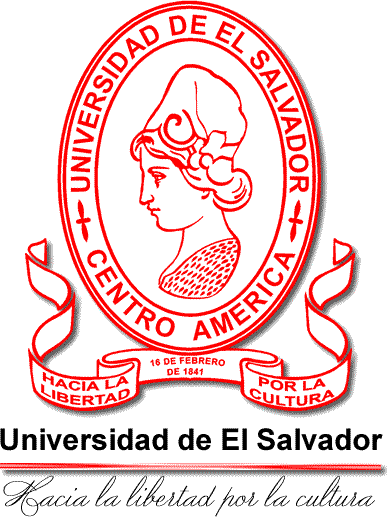 UNIVERSIDAD DE EL SALVADOR
CENTRO AMERICA
16 DE FEBRERO
DE 1841
HACIA LA
LIBERTAD
POR LA
CULTURA
Universidad de El Salvador
Hacia la libertad por la cultura